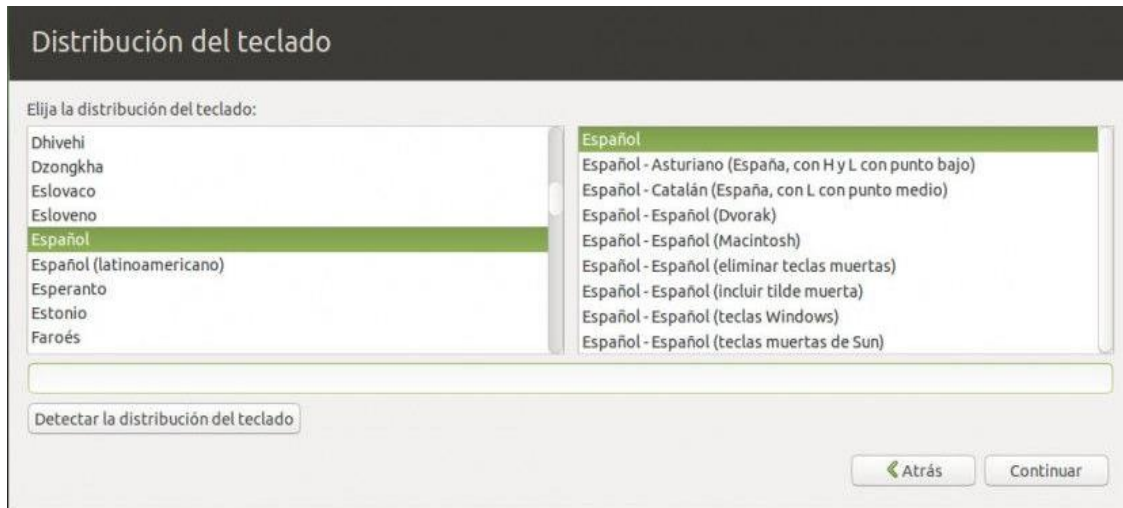 Distribución del teclado
Elija la distribución del teclado:
Dhivehi
Dzongkha
Eslovaco
Esloveno
Español
Español (latinoamericano)
Esperanto
Estonio
Faroés
Español
Español - Asturiano (España, con H y L con punto bajo)
Español - Catalán (España, con L con punto medio)
Español - Español (Dvorak)
Español - Español (Macintosh)
Español - Español (eliminar teclas muertas)
Español - Español (incluir tilde muerta)
Español - Español (teclas Windows)
Español - Español (teclas muertas de Sun)
Detectar la distribución del teclado
Atrás
Continuar